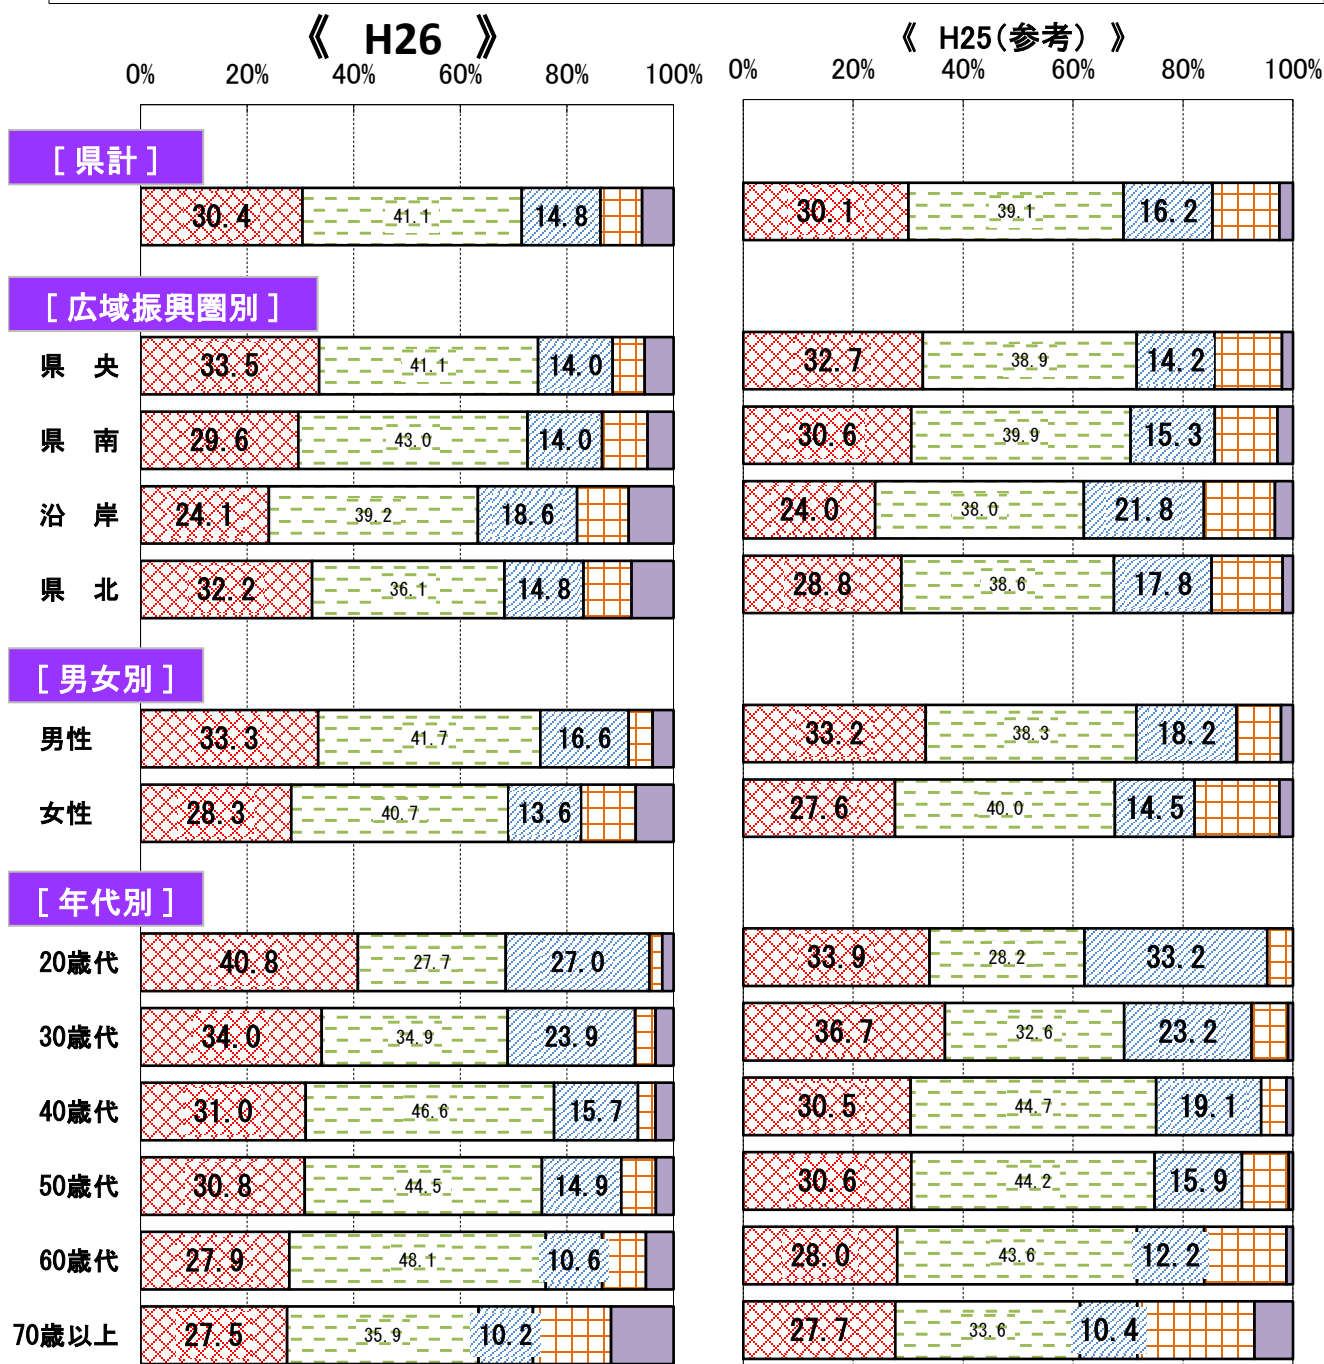 《 H26 》 《 H25(参考) 》
0% 20% 40% 60% 80% 100% 0% 20% 40% 60% 80% 100%
[ 県計 ]
30.4 41.1 14.8 30.1 39.1 16.2
[ 広域振興圏別 ]
県 央 33.5 41.1 14.0 32.7 38.9 14.2
県 南 29.6 43.0 14.0 30.6 39.9 15.3
沿 岸 24.1 39.2 18.6 24.0 38.0 21.8
県 北 32.2 36.1 14.8 28.8 38.6 17.8
[ 男女別 ]
男性 33.3 41.7 16.6 33.2 38.3 18.2
女性 28.3 40.7 13.6 27.6 40.0 14.5
[ 年代別 ]
20歳代 40.8 27.7 27.0 33.9 28.2 33.2
30歳代 34.0 34.9 23.9 36.7 32.6 23.2
40歳代 31.0 46.6 15.7 30.5 44.7 19.1
50歳代 30.8 44.5 14.9 30.6 44.2 15.9
60歳代 27.9 48.1 10.6 28.0 43.6 12.2
70歳以上 27.5 35.9 10.2 27.7 33.6 10.4